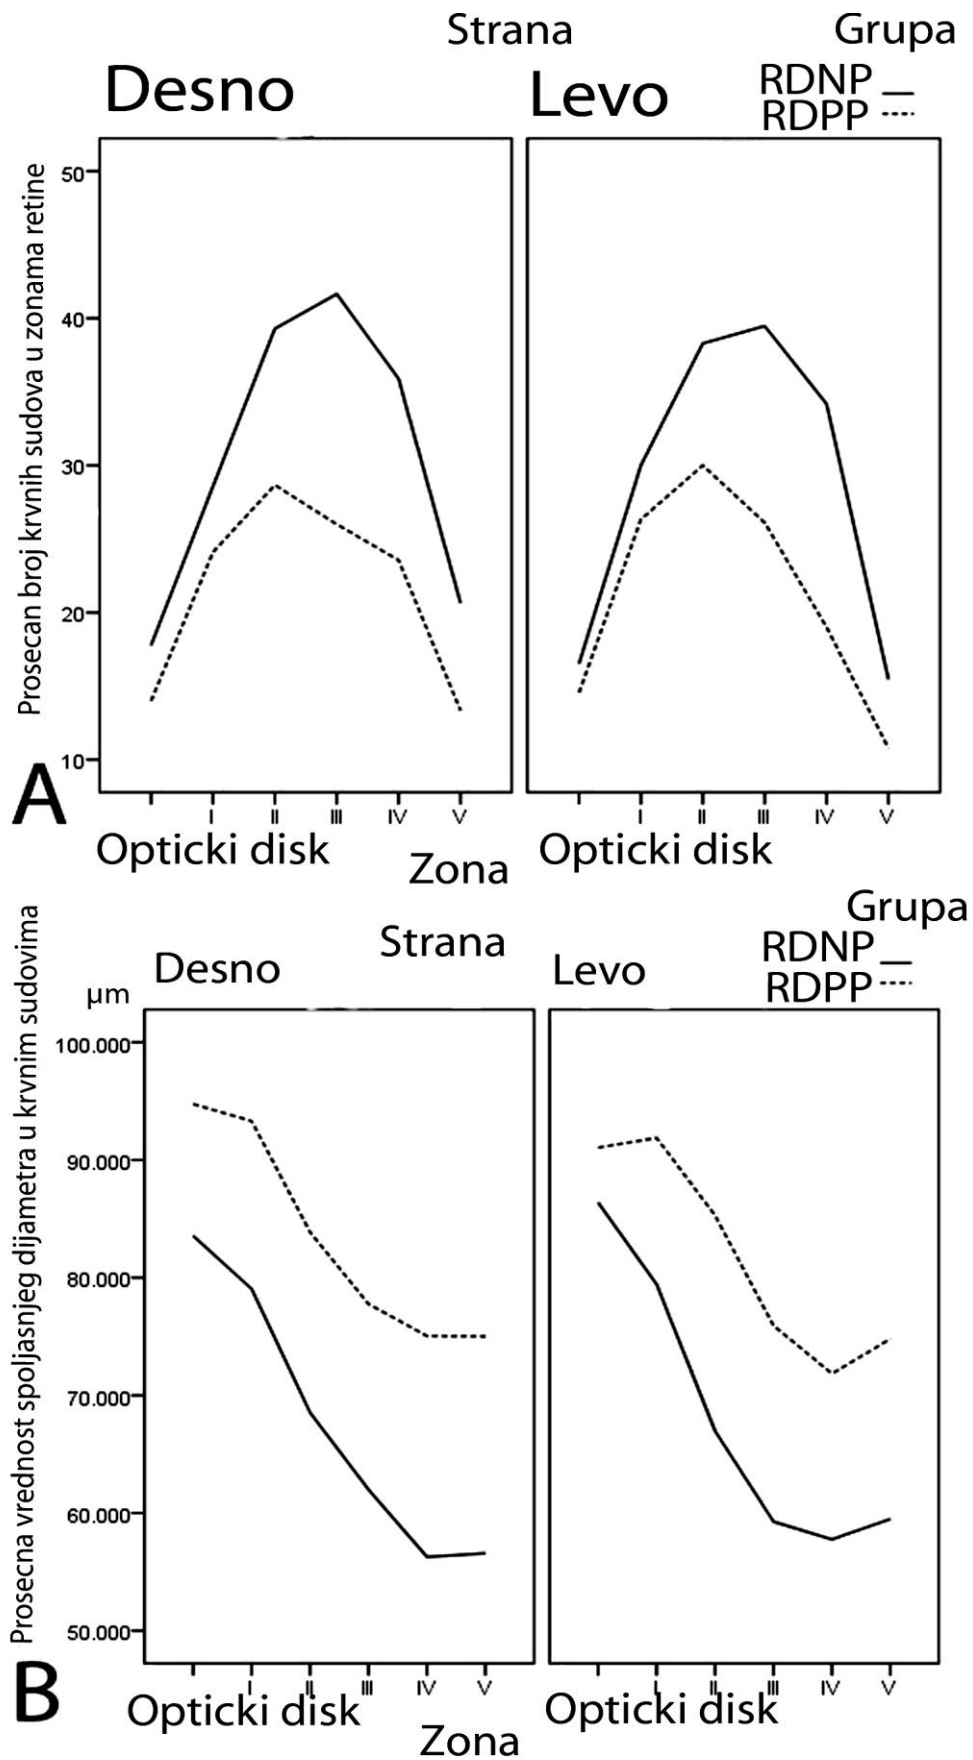 Strana
Grupa
Desno
Levo
RDNP
RDPP
Prosecan broj krvnih sudova u zonama retine
50
40
30
20
10
A
I II III IV V
I II III IV V
Opticki disk
Opticki disk
Zona
Grupa
Strana
RDNP
Desno
Levo
RDPP
µm
Prosecna vrednost spoljasnjeg dijametra u krvnim sudovima
100.000
90.000
80.000
70.000
60.000
50.000
B
I II III IV V
I II III IV V
Opticki disk
Opticki disk
Zona